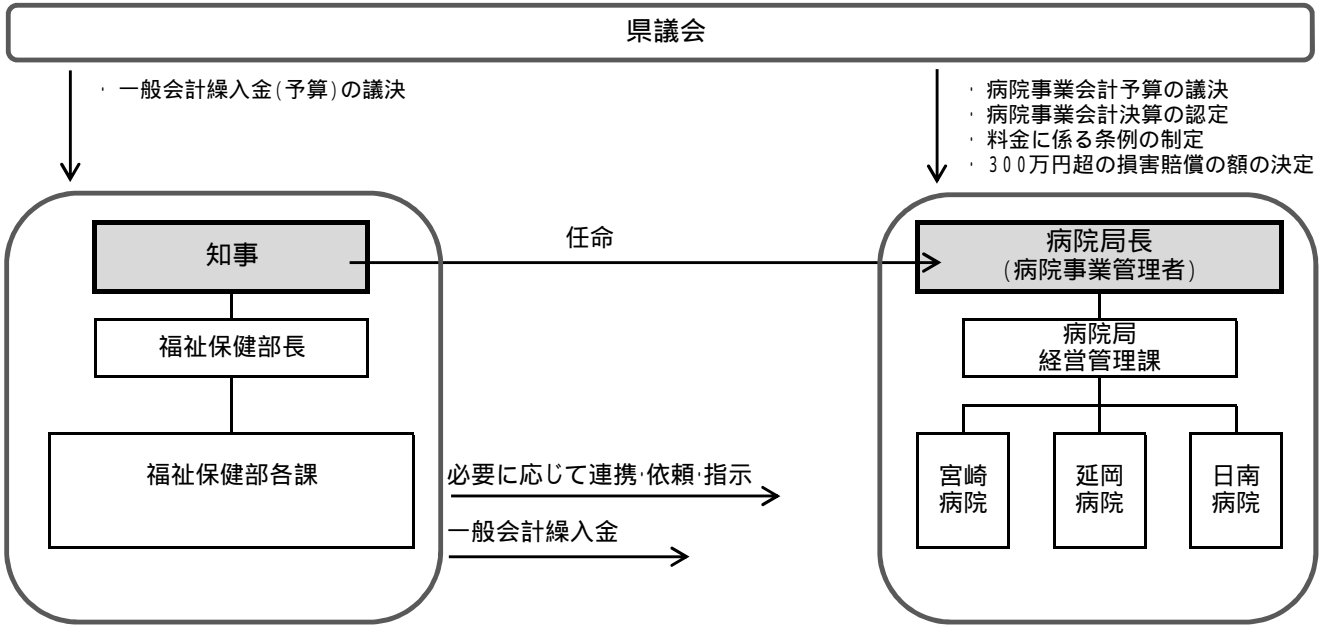 県議会
・ 一般会計繰入金(予算)の議決
・ 病院事業会計予算の議決
・ 病院事業会計決算の認定
・ 料金に係る条例の制定
・ 300万円超の損害賠償の額の決定
知事
任命
病院局長
(病院事業管理者)
福祉保健部長
病院局
経営管理課
福祉保健部各課
必要に応じて連携・依頼・指示
一般会計繰入金
宮崎
病院
延岡
病院
日南
病院